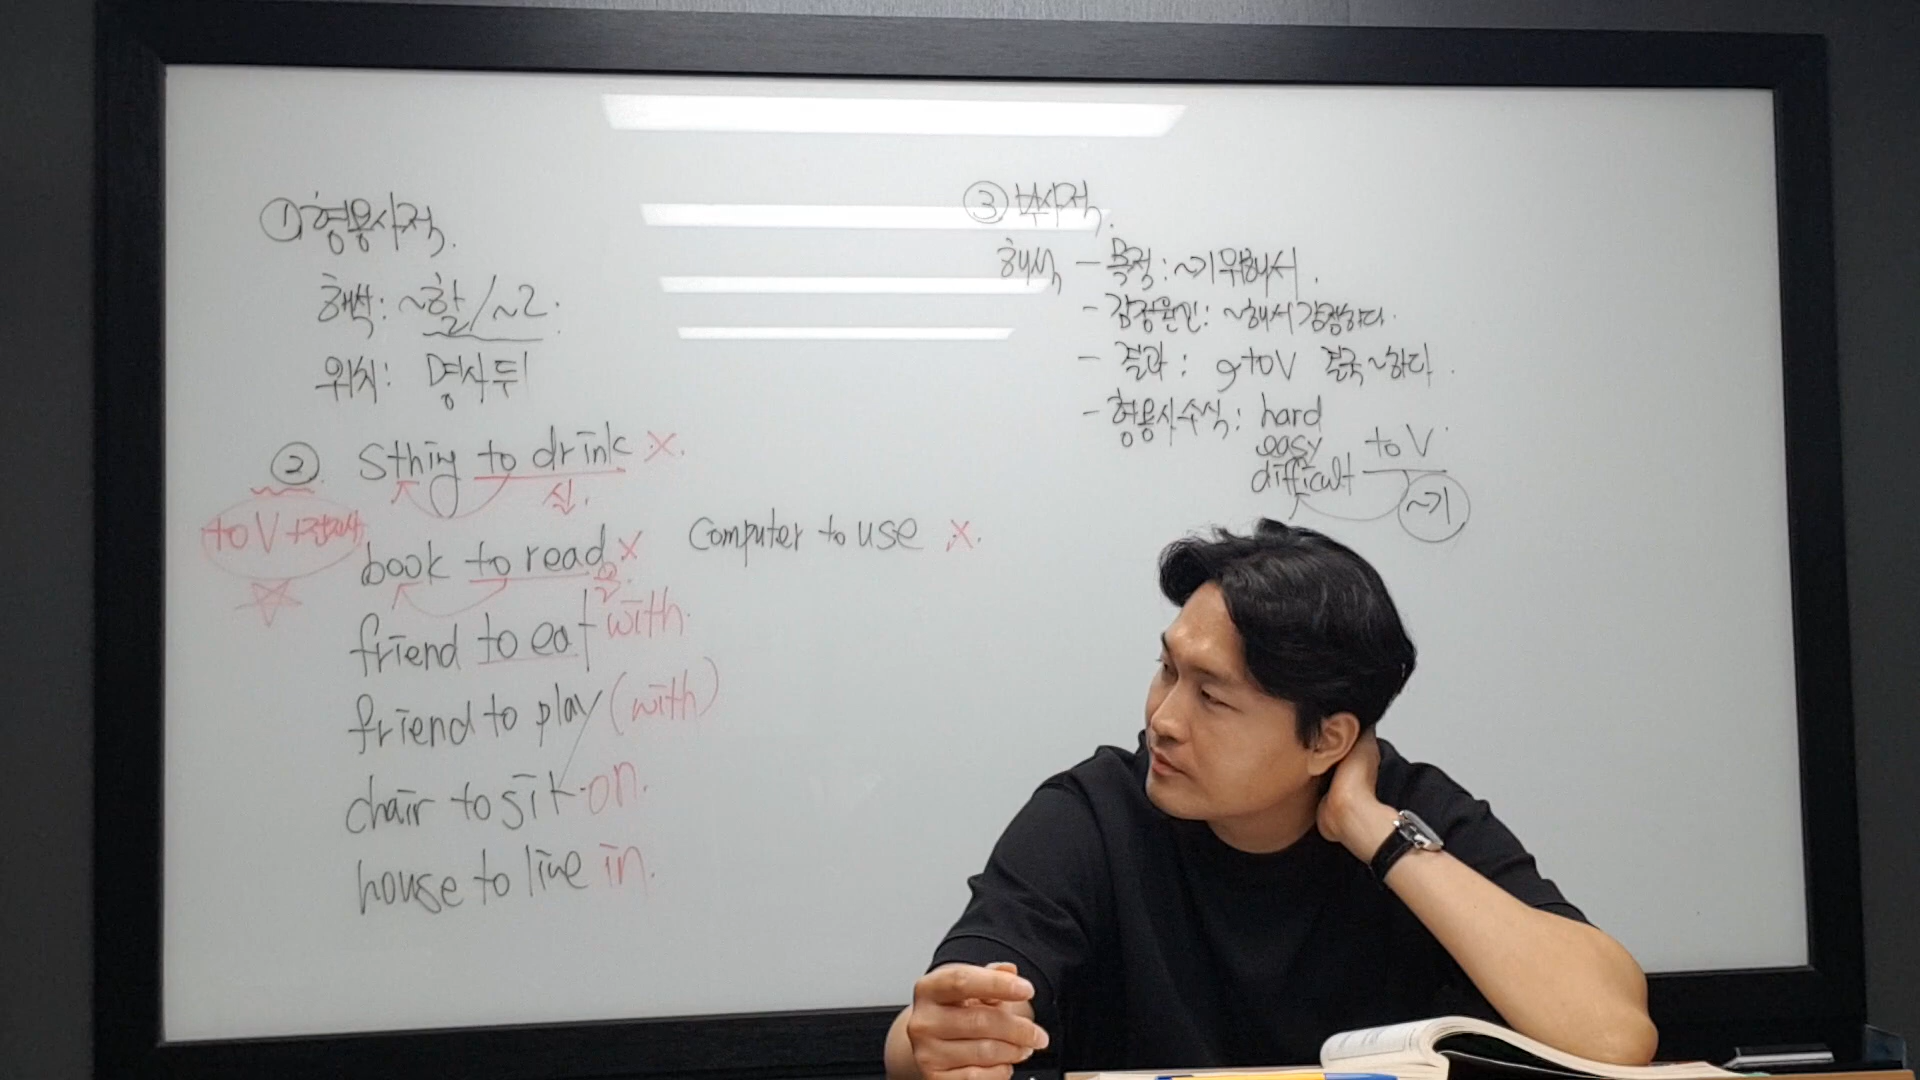 ① 형용사적.
해석: ~할/~ㄹ.
위치: 명사 뒤
② sthing to drink X.
to V + 전치사
book to read X
computer to use X.
friend to eat with.
friend to play (with)
chair to sit on.
house to live in.
③ 부사적.
해석 - 목적: ~기 위해서.
- 감정원인: ~해서 감정하다.
- 결과: to V 결국 ~하다.
- 형용사수식: hard
easy to V
difficult
~기